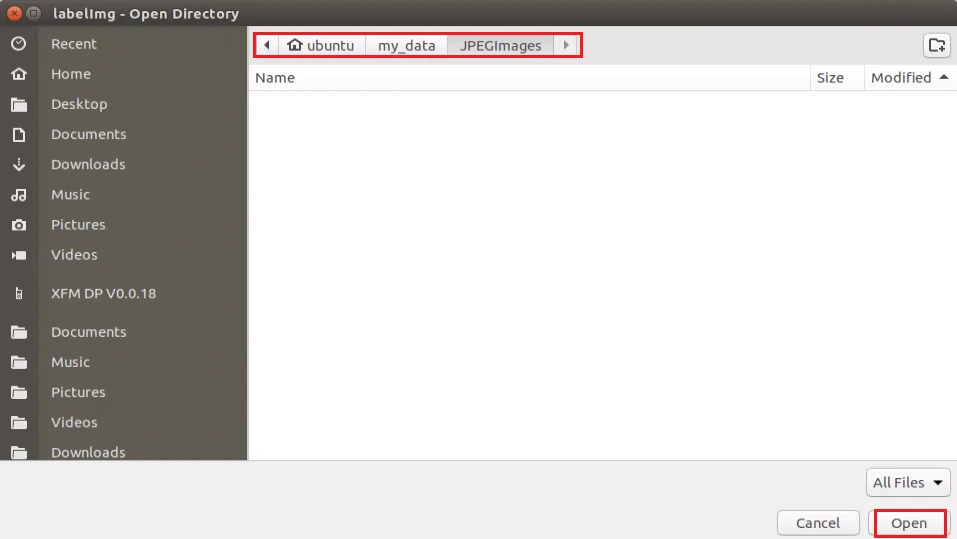 labelImg - Open Directory
Recent
Home
Desktop
Documents
Downloads
Music
Pictures
Videos
XFM DP V0.0.18
Documents
Music
Pictures
Videos
Downloads
ubuntu my_data JPEGImages
Name Size Modified
All Files
Cancel Open